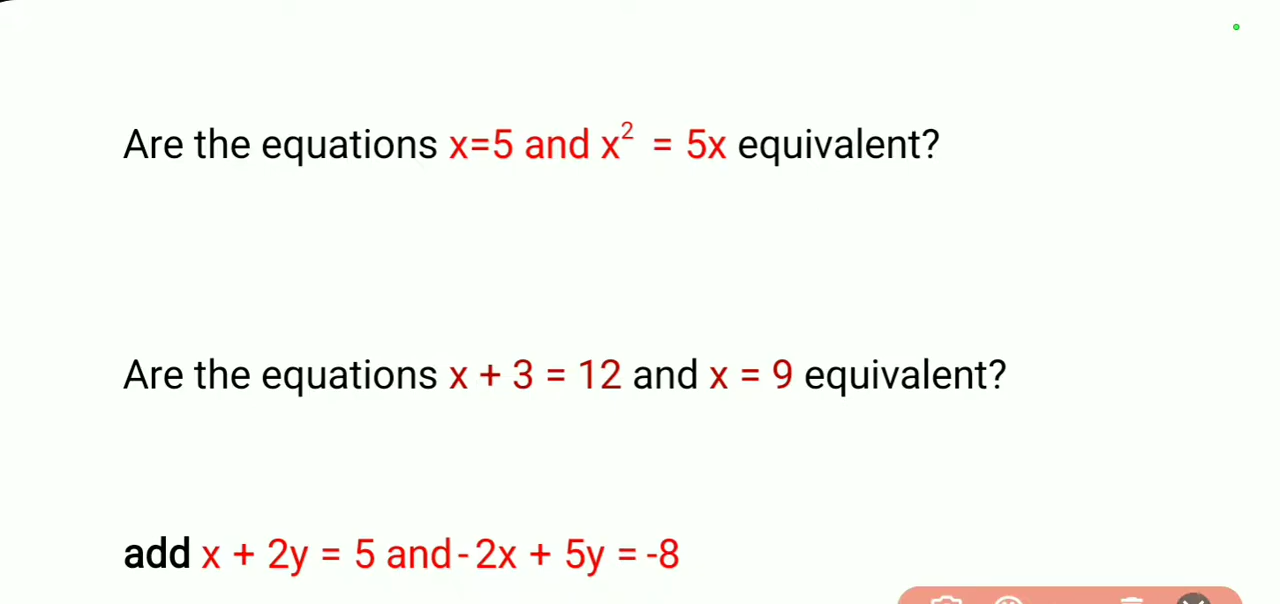 Are the equations x=5 and x² = 5x equivalent?
Are the equations x + 3 = 12 and x = 9 equivalent?
add x + 2y = 5 and - 2x + 5y = -8